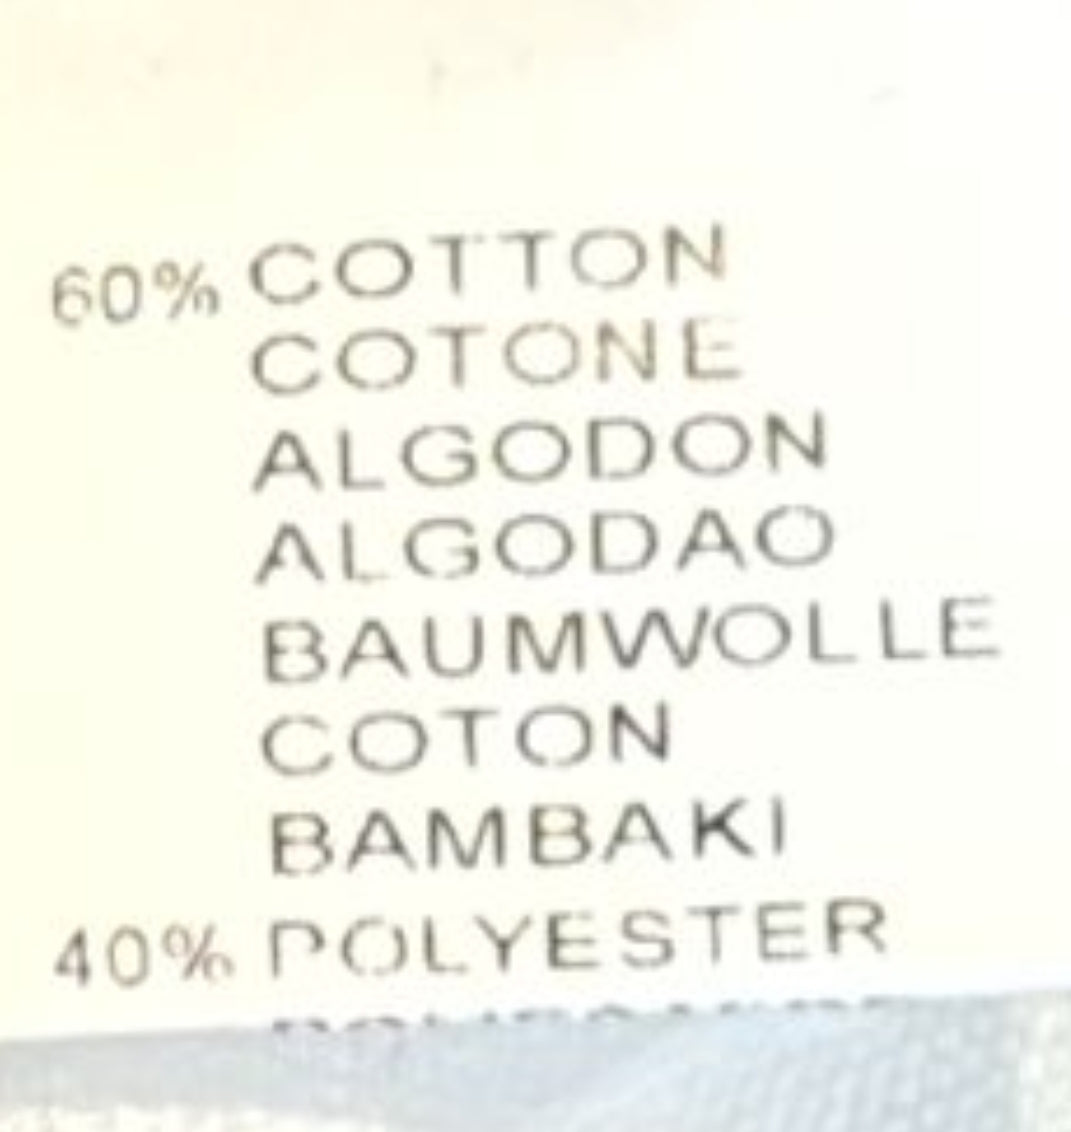 60% COTTON
COTONE
ALGODON
ALGODAO
BAUMWOLLE
COTON
BAMBAKI
40% POLYESTER